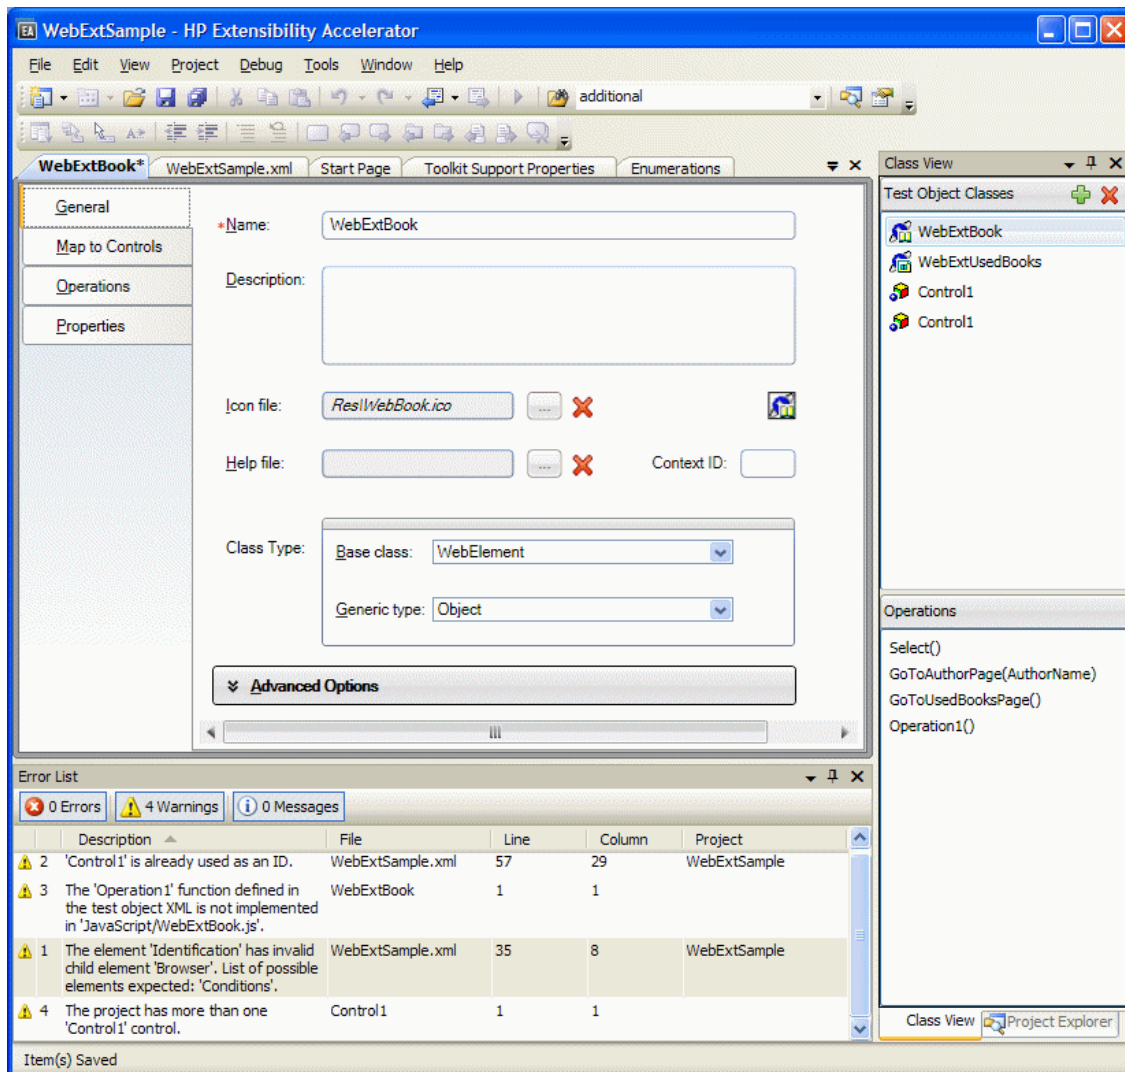 EA WebExtSample - HP Extensibility Accelerator
File Edit View Project Debug Tools Window Help
additional
WebExtBook* WebExtSample.xml Start Page Toolkit Support Properties Enumerations
General
Map to Controls
Operations
Properties
*Name: WebExtBook
Description:
Icon file: Res\WebBook.ico ...
Help file: ... Context ID:
Class Type:
Base class: WebElement
Generic type: Object
Advanced Options
Class View
Test Object Classes
WebExtBook
WebExtUsedBooks
Control1
Control1
Operations
Select()
GoToAuthorPage(AuthorName)
GoToUsedBooksPage()
Operation1()
Class View Project Explorer
Error List
0 Errors 4 Warnings 0 Messages
Description File Line Column Project
2 'Control1' is already used as an ID. WebExtSample.xml 57 29 WebExtSample
3 The 'Operation1' function defined in WebExtBook 1 1
the test object XML is not implemented
in 'JavaScript/WebExtBook.js'.
1 The element 'Identification' has invalid WebExtSample.xml 35 8 WebExtSample
child element 'Browser'. List of possible
elements expected: 'Conditions'.
4 The project has more than one Control1 1 1
'Control1' control.
Item(s) Saved